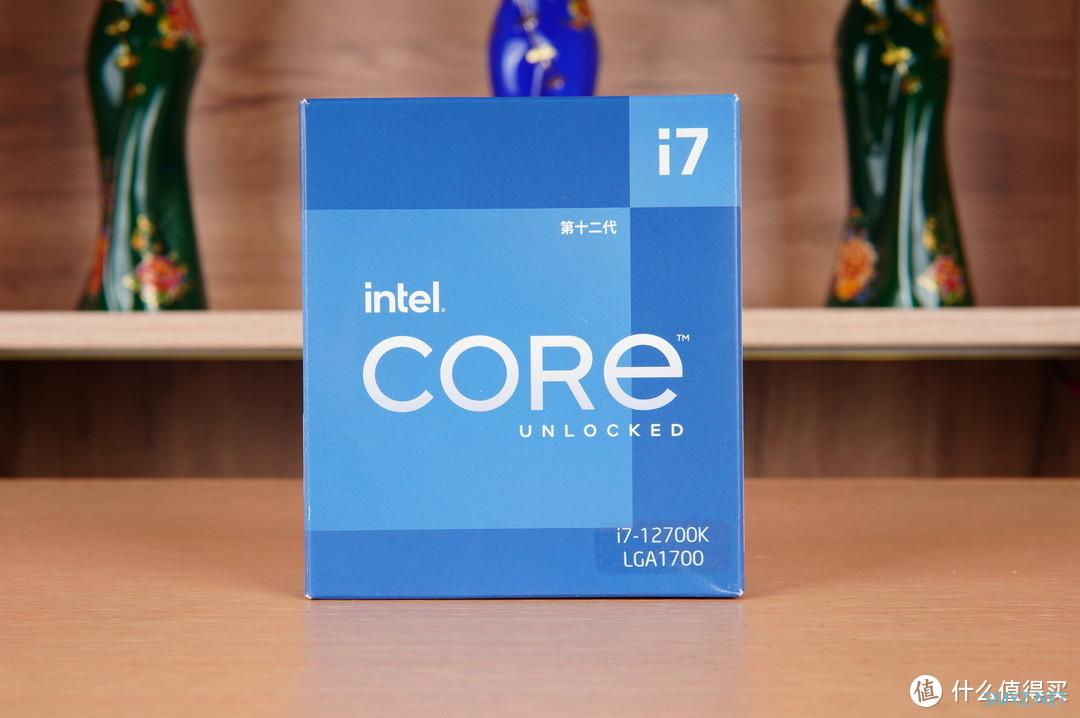 i7
第十二代
intel.
CORE™
UNLOCKED
i7-12700K
LGA1700
值 什么值得买